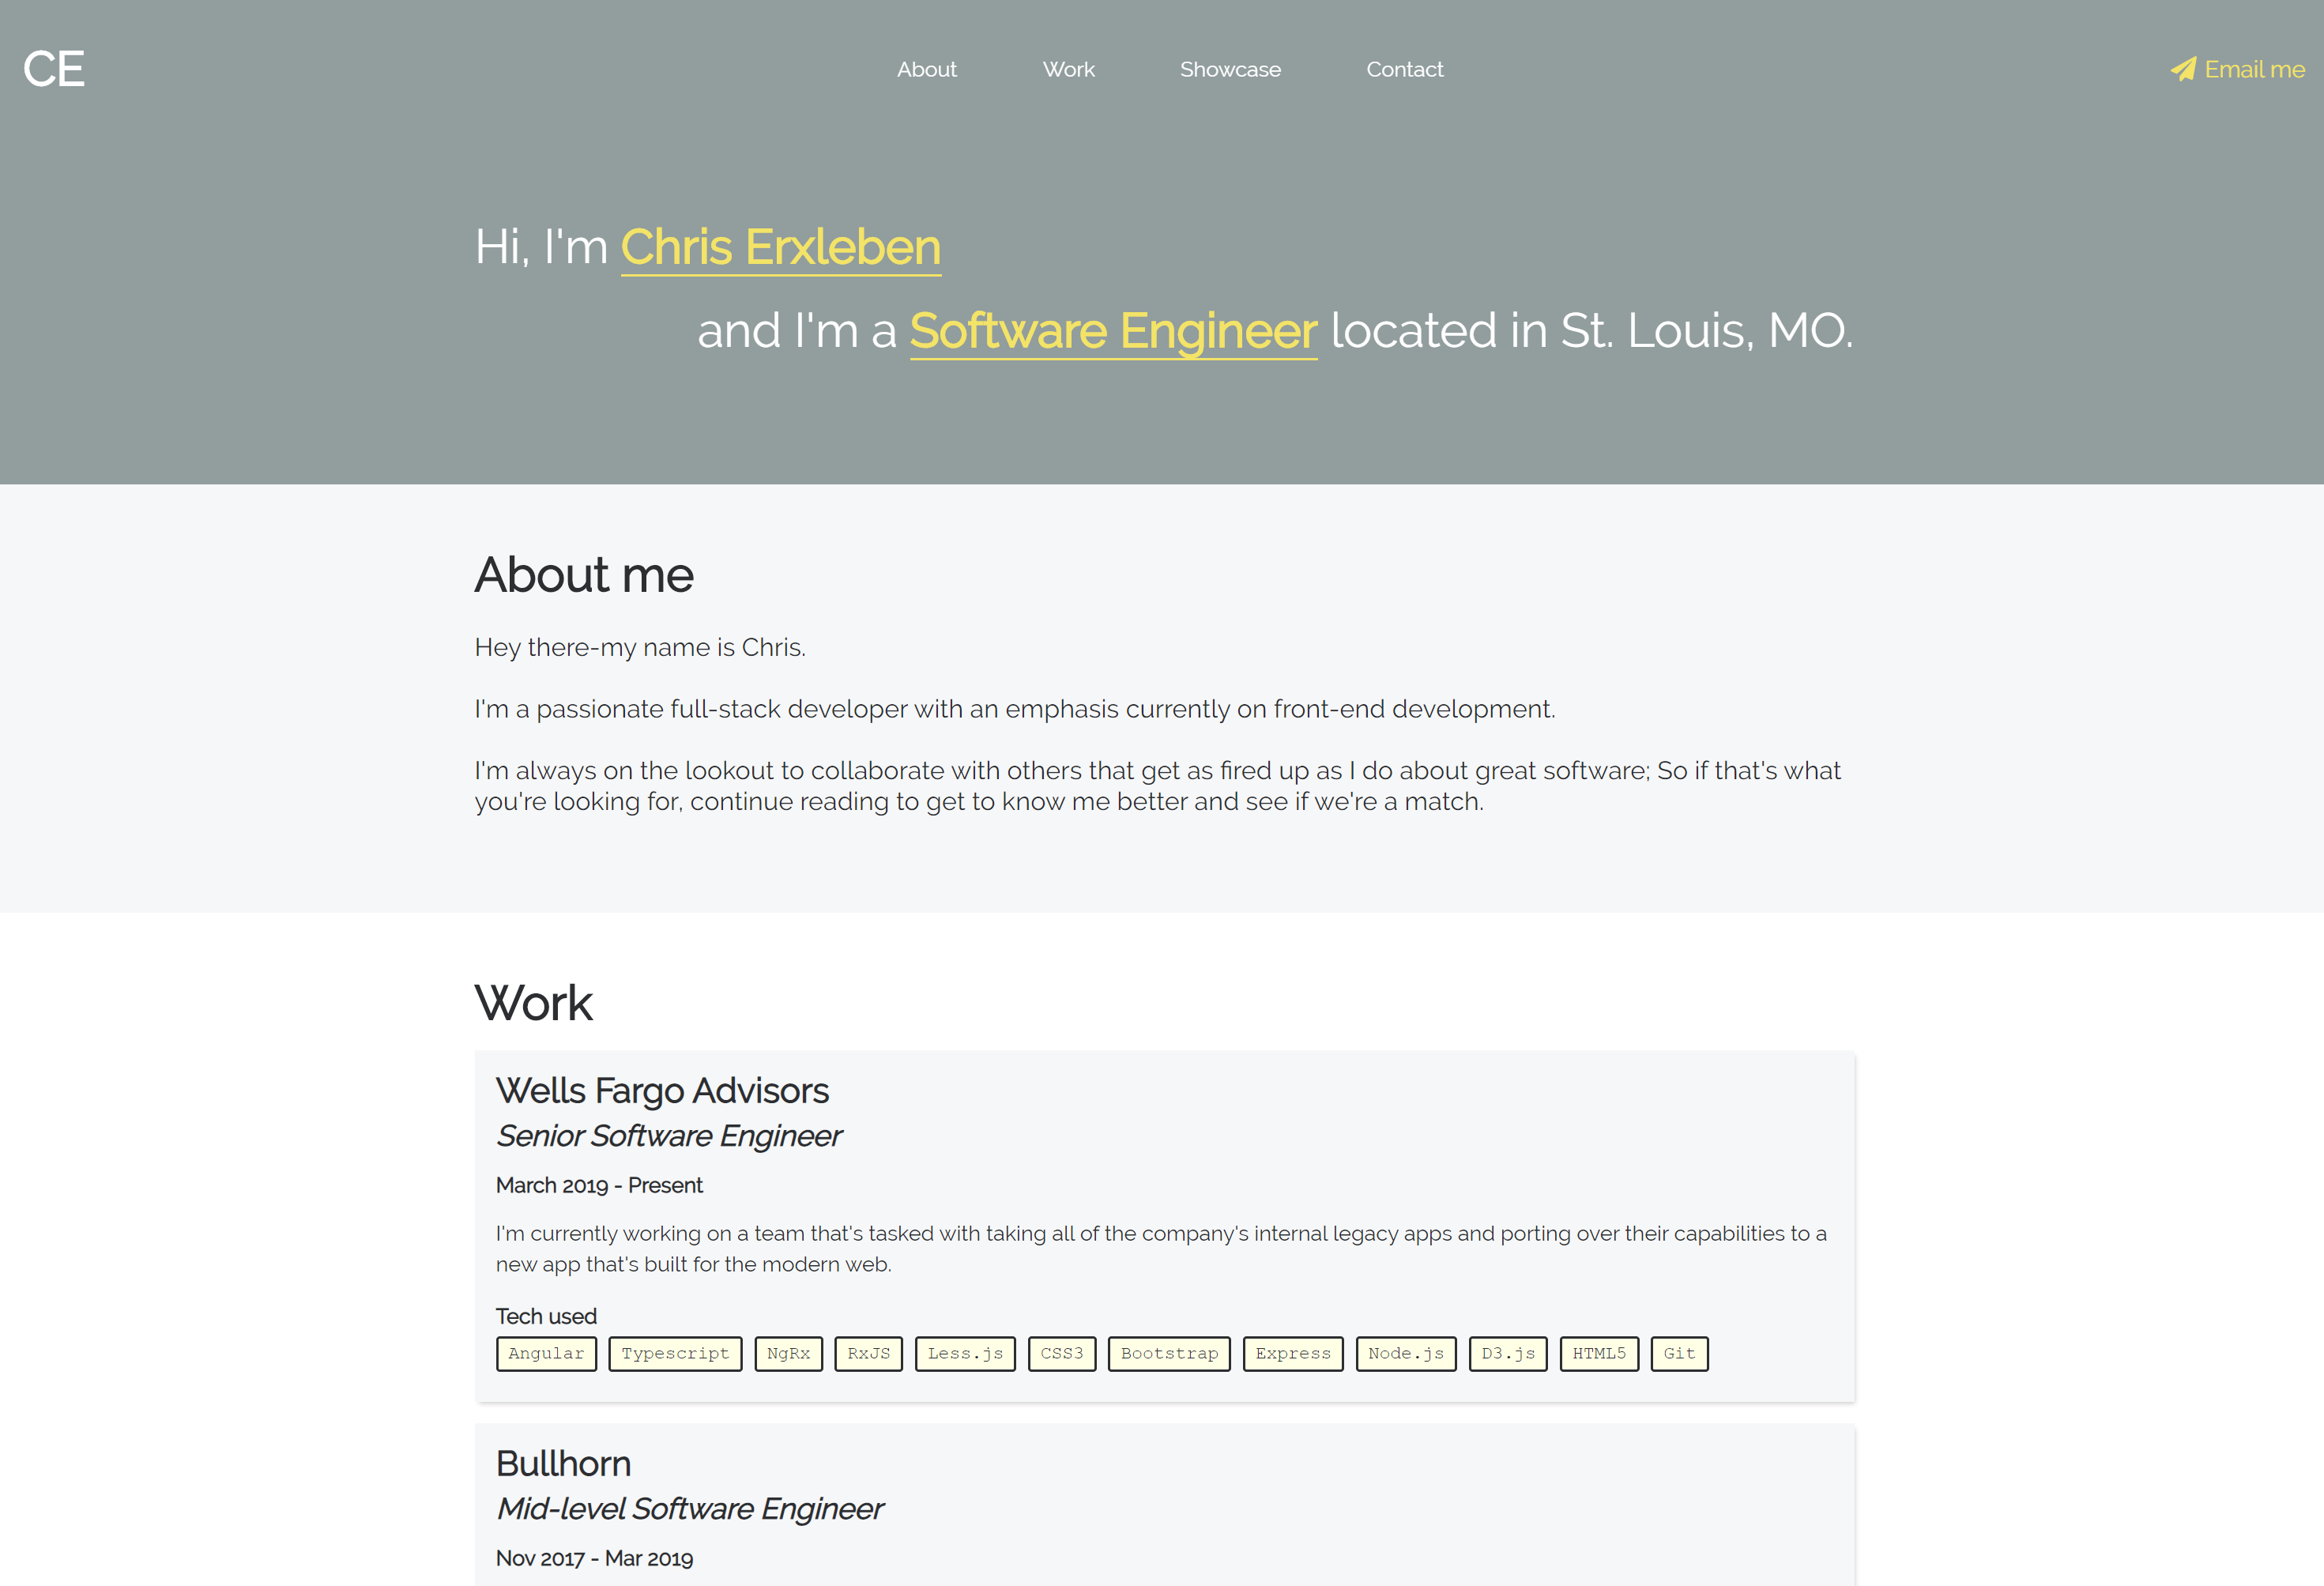 CE
About Work Showcase Contact
Email me
Hi, I'm Chris Erxleben
and I'm a Software Engineer located in St. Louis, MO.
About me
Hey there-my name is Chris.
I'm a passionate full-stack developer with an emphasis currently on front-end development.
I'm always on the lookout to collaborate with others that get as fired up as I do about great software; So if that's what
you're looking for, continue reading to get to know me better and see if we're a match.
Work
Wells Fargo Advisors
Senior Software Engineer
March 2019 - Present
I'm currently working on a team that's tasked with taking all of the company's internal legacy apps and porting over their capabilities to a
new app that's built for the modern web.
Tech used
Angular Typescript NgRx RxJS Less.js CSS3 Bootstrap Express Node.js D3.js HTML5 Git
Bullhorn
Mid-level Software Engineer
Nov 2017 - Mar 2019